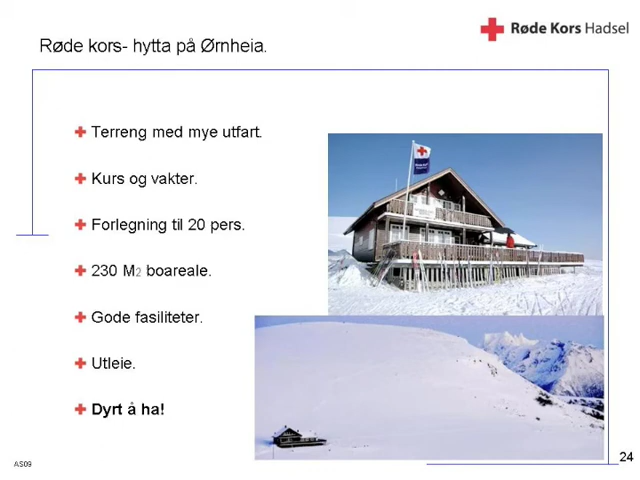 Røde Kors Hadsel
Røde kors- hytta på Ørnheia.
Terreng med mye utfart.
Kurs og vakter.
Forlegning til 20 pers.
230 M2 boareale.
Gode fasiliteter.
Utleie.
Dyrt å ha!
AS09
24